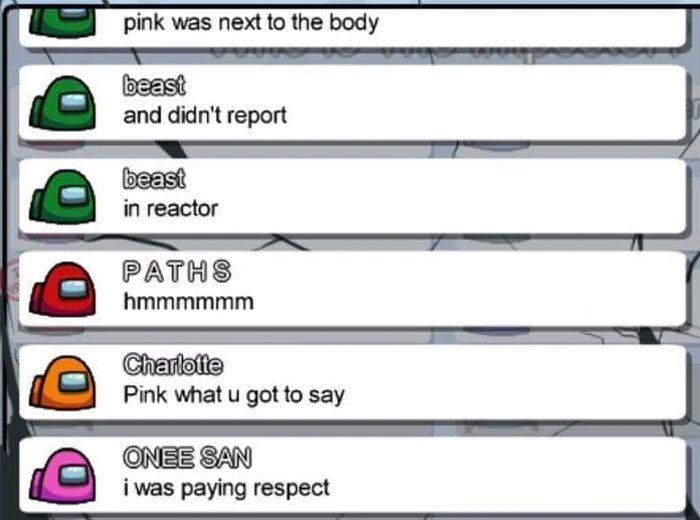 pink was next to the body
beast
and didn't report
beast
in reactor
PATHS
hmmmmmm
Charlotte
Pink what u got to say
ONEE SAN
i was paying respect